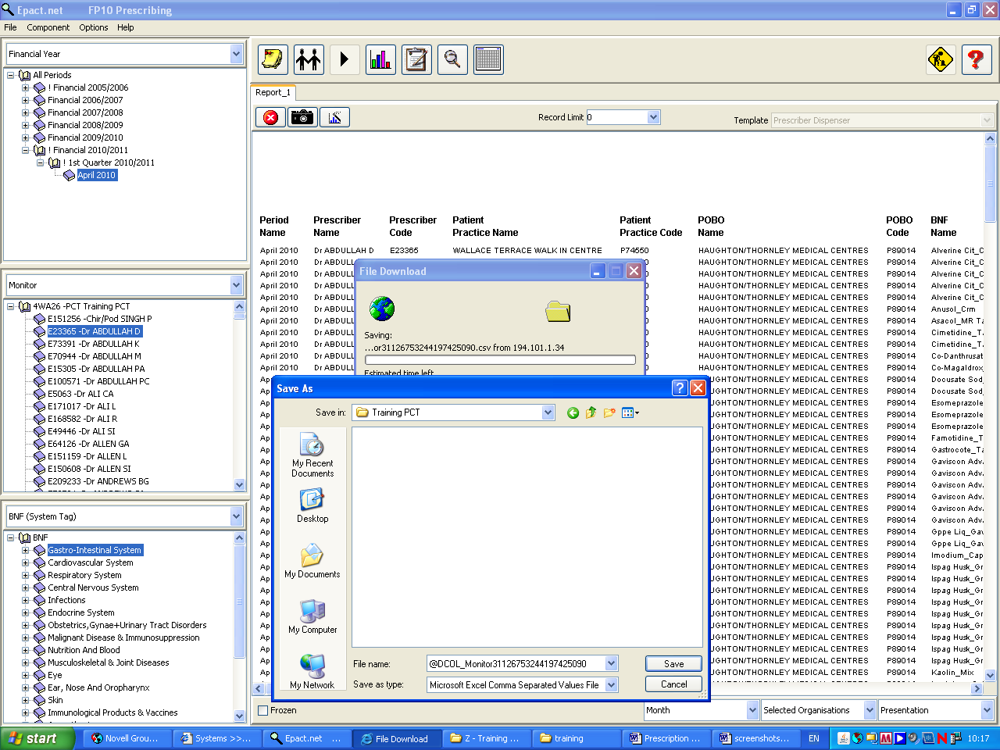 Epact.net FP10 Prescribing
File Component Options Help
Financial Year
All Periods
! Financial 2005/2006
Financial 2006/2007
Financial 2007/2008
Financial 2008/2009
Financial 2009/2010
! Financial 2010/2011
! 1st Quarter 2010/2011
April 2010
Monitor
4WA26 -PCT Training PCT
E151256 -Chir/Pod SINGH P
E23365 -Dr ABDULLAH D
E73391 -Dr ABDULLAH K
E70944 -Dr ABDULLAH M
E15305 -Dr ABDULLAH PA
E100571 -Dr ABDULLAH PC
E5063 -Dr ALI CA
E171017 -Dr ALI L
E168582 -Dr ALI R
E49446 -Dr ALI SI
E64126 -Dr ALLEN GA
E151159 -Dr ALLEN L
E150608 -Dr ALLEN SI
E209233 -Dr ANDREWS BG
BNF (System Tag)
BNF
Gastro-Intestinal System
Cardiovascular System
Respiratory System
Central Nervous System
Infections
Endocrine System
Obstetrics,Gynae+Urinary Tract Disorders
Malignant Disease & Immunosuppression
Nutrition And Blood
Musculoskeletal & Joint Diseases
Eye
Ear, Nose And Oropharynx
Skin
Immunological Products & Vaccines
Report_1
Record Limit 0
Template Prescriber Dispenser
Period Name
Prescriber Name
Prescriber Code
Patient Practice Name
Patient Practice Code
POBO Name
POBO Code
BNF Name
April 2010 Dr ABDULLAH D E23365 WALLACE TERRACE WALK IN CENTRE P74550 HAUGHTON/THORNLEY MEDICAL CENTRES P89014 Alverine Cit_C
April 2010 Dr ABDULL HAUGHTON/THORNLEY MEDICAL CENTRES P89014 Alverine Cit_C
April 2010 Dr ABDULL HAUGHTON/THORNLEY MEDICAL CENTRES P89014 Alverine Cit_C
April 2010 Dr ABDULL HAUGHTON/THORNLEY MEDICAL CENTRES P89014 Alverine Cit_C
April 2010 Dr ABDULL HAUGHTON/THORNLEY MEDICAL CENTRES P89014 Alverine Cit_C
April 2010 Dr ABDULL HAUGHTON/THORNLEY MEDICAL CENTRES P89014 Anusol_Crm
April 2010 Dr ABDULL HAUGHTON/THORNLEY MEDICAL CENTRES P89014 Asacol_MR Ta
April 2010 Dr ABDULL HAUGHTON/THORNLEY MEDICAL CENTRES P89014 Cimetidine_T
April 2010 Dr ABDULL HAUGHTON/THORNLEY MEDICAL CENTRES P89014 Cimetidine_T
April 2010 Dr ABDULL HAUGHTON/THORNLEY MEDICAL CENTRES P89014 Co-Danthrusat
April 2010 Dr ABDULL HAUGHTON/THORNLEY MEDICAL CENTRES P89014 Co-Magaldrox
UGHTON/THORNLEY MEDICAL CENTRES P89014 Docusate Sod
UGHTON/THORNLEY MEDICAL CENTRES P89014 Docusate Sod
UGHTON/THORNLEY MEDICAL CENTRES P89014 Esomeprazole
UGHTON/THORNLEY MEDICAL CENTRES P89014 Esomeprazole
UGHTON/THORNLEY MEDICAL CENTRES P89014 Esomeprazole
UGHTON/THORNLEY MEDICAL CENTRES P89014 Famotidine_T
UGHTON/THORNLEY MEDICAL CENTRES P89014 Gastrocote_Ta
UGHTON/THORNLEY MEDICAL CENTRES P89014 Gaviscon Adv
UGHTON/THORNLEY MEDICAL CENTRES P89014 Gaviscon Adv
UGHTON/THORNLEY MEDICAL CENTRES P89014 Gaviscon Adv
UGHTON/THORNLEY MEDICAL CENTRES P89014 Gaviscon Adv
UGHTON/THORNLEY MEDICAL CENTRES P89014 Gaviscon Adv
UGHTON/THORNLEY MEDICAL CENTRES P89014 Gaviscon Adv
UGHTON/THORNLEY MEDICAL CENTRES P89014 Gppe Liq_Gav
UGHTON/THORNLEY MEDICAL CENTRES P89014 Gppe Liq_Gav
UGHTON/THORNLEY MEDICAL CENTRES P89014 Imodium_Cap
UGHTON/THORNLEY MEDICAL CENTRES P89014 Ispag Husk_Gr
UGHTON/THORNLEY MEDICAL CENTRES P89014 Ispag Husk_Gr
UGHTON/THORNLEY MEDICAL CENTRES P89014 Ispag Husk_Gr
UGHTON/THORNLEY MEDICAL CENTRES P89014 Ispag Husk_Gr
UGHTON/THORNLEY MEDICAL CENTRES P89014 Ispag Husk_Gr
UGHTON/THORNLEY MEDICAL CENTRES P89014 Ispag Husk_Gr
UGHTON/THORNLEY MEDICAL CENTRES P89014 Ispag Husk_Gr
UGHTON/THORNLEY MEDICAL CENTRES P89014 Ispag Husk_Gr
UGHTON/THORNLEY MEDICAL CENTRES P89014 Ispag Husk_Gr
UGHTON/THORNLEY MEDICAL CENTRES P89014 Kaolin_Mix
File Download
Saving:
...or31126753244197425090.csv from 194.101.1.34
Estimated time left
Save As
Save in: Training PCT
My Recent Documents
Desktop
My Documents
My Computer
My Network
File name: @DCOL_Monitor31126753244197425090 Save
Save as type: Microsoft Excel Comma Separated Values File Cancel
Frozen Month Selected Organisations Presentation
start Novell Grou... Systems >>... Epact.net ... File Download Z - Training ... training Prescription ... screenshots... EN 10:17